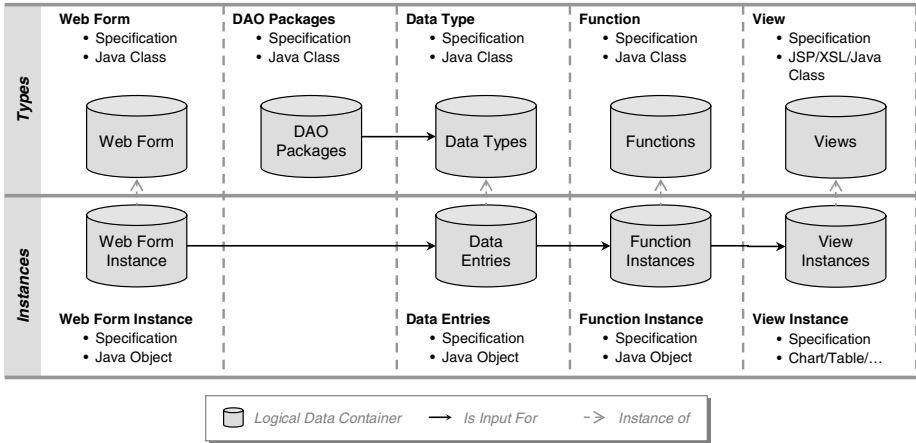 Types
Web Form
• Specification
• Java Class
DAO Packages
• Specification
• Java Class
Data Type
• Specification
• Java Class
Function
• Specification
• Java Class
View
• Specification
• JSP/XSL/Java
Class
Web Form
DAO
Packages
Data Types
Functions
Views
Instances
Web Form
Instance
Data
Entries
Function
Instances
View
Instances
Web Form Instance
• Specification
• Java Object
Data Entries
• Specification
• Java Object
Function Instance
• Specification
• Java Object
View Instance
• Specification
• Chart/Table/...
Logical Data Container
Is Input For
Instance of